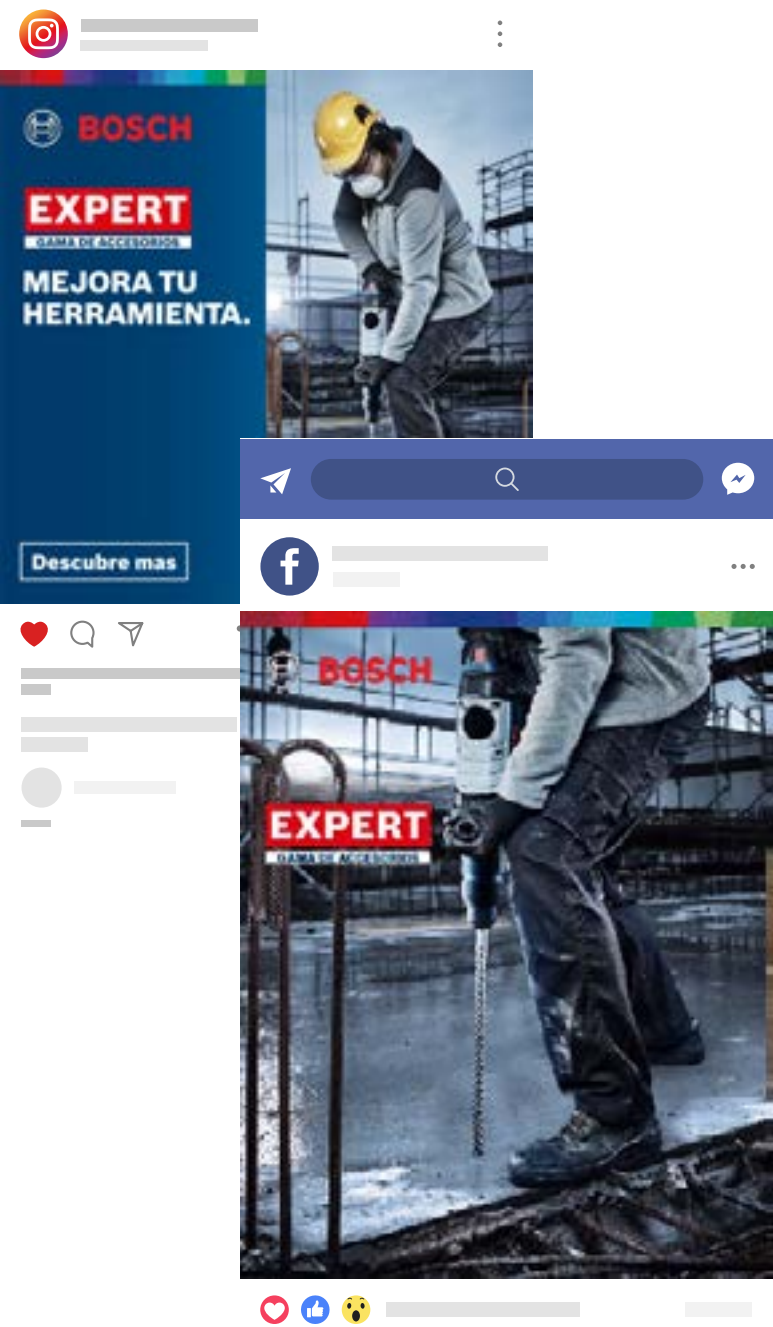 BOSCH
EXPERT
GAMA DE ACCESORIOS
MEJORA TU
HERRAMIENTA.
Descubre mas
BOSCH
EXPERT
GAMA DE ACCESORIOS